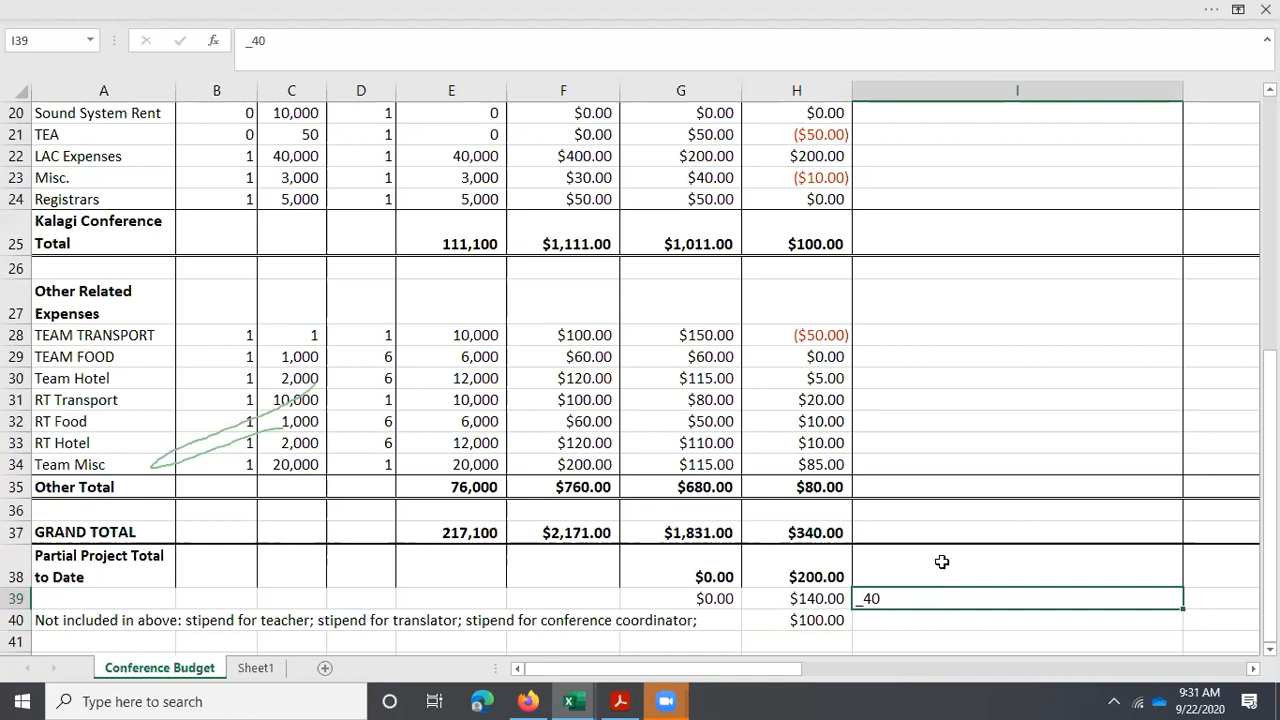 I39 fx _40
A B C D E F G H I
20 Sound System Rent 0 10,000 1 0 $0.00 $0.00 $0.00
21 TEA 0 50 1 0 $0.00 $50.00 ($50.00)
22 LAC Expenses 1 40,000 1 40,000 $400.00 $200.00 $200.00
23 Misc. 1 3,000 1 3,000 $30.00 $40.00 ($10.00)
24 Registrars 1 5,000 1 5,000 $50.00 $50.00 $0.00
Kalagi Conference
25 Total 111,100 $1,111.00 $1,011.00 $100.00
26
Other Related
27 Expenses
28 TEAM TRANSPORT 1 1 1 10,000 $100.00 $150.00 ($50.00)
29 TEAM FOOD 1 1,000 6 6,000 $60.00 $60.00 $0.00
30 Team Hotel 1 2,000 6 12,000 $120.00 $115.00 $5.00
31 RT Transport 1 10,000 1 10,000 $100.00 $80.00 $20.00
32 RT Food 1 1,000 6 6,000 $60.00 $50.00 $10.00
33 RT Hotel 1 2,000 6 12,000 $120.00 $110.00 $10.00
34 Team Misc 1 20,000 1 20,000 $200.00 $115.00 $85.00
35 Other Total 76,000 $760.00 $680.00 $80.00
36
37 GRAND TOTAL 217,100 $2,171.00 $1,831.00 $340.00
Partial Project Total
38 to Date $0.00 $200.00
39 $0.00 $140.00 _40
40 Not included in above: stipend for teacher; stipend for translator; stipend for conference coordinator; $100.00
41
Conference Budget Sheet1
Type here to search
9:31 AM
9/22/2020